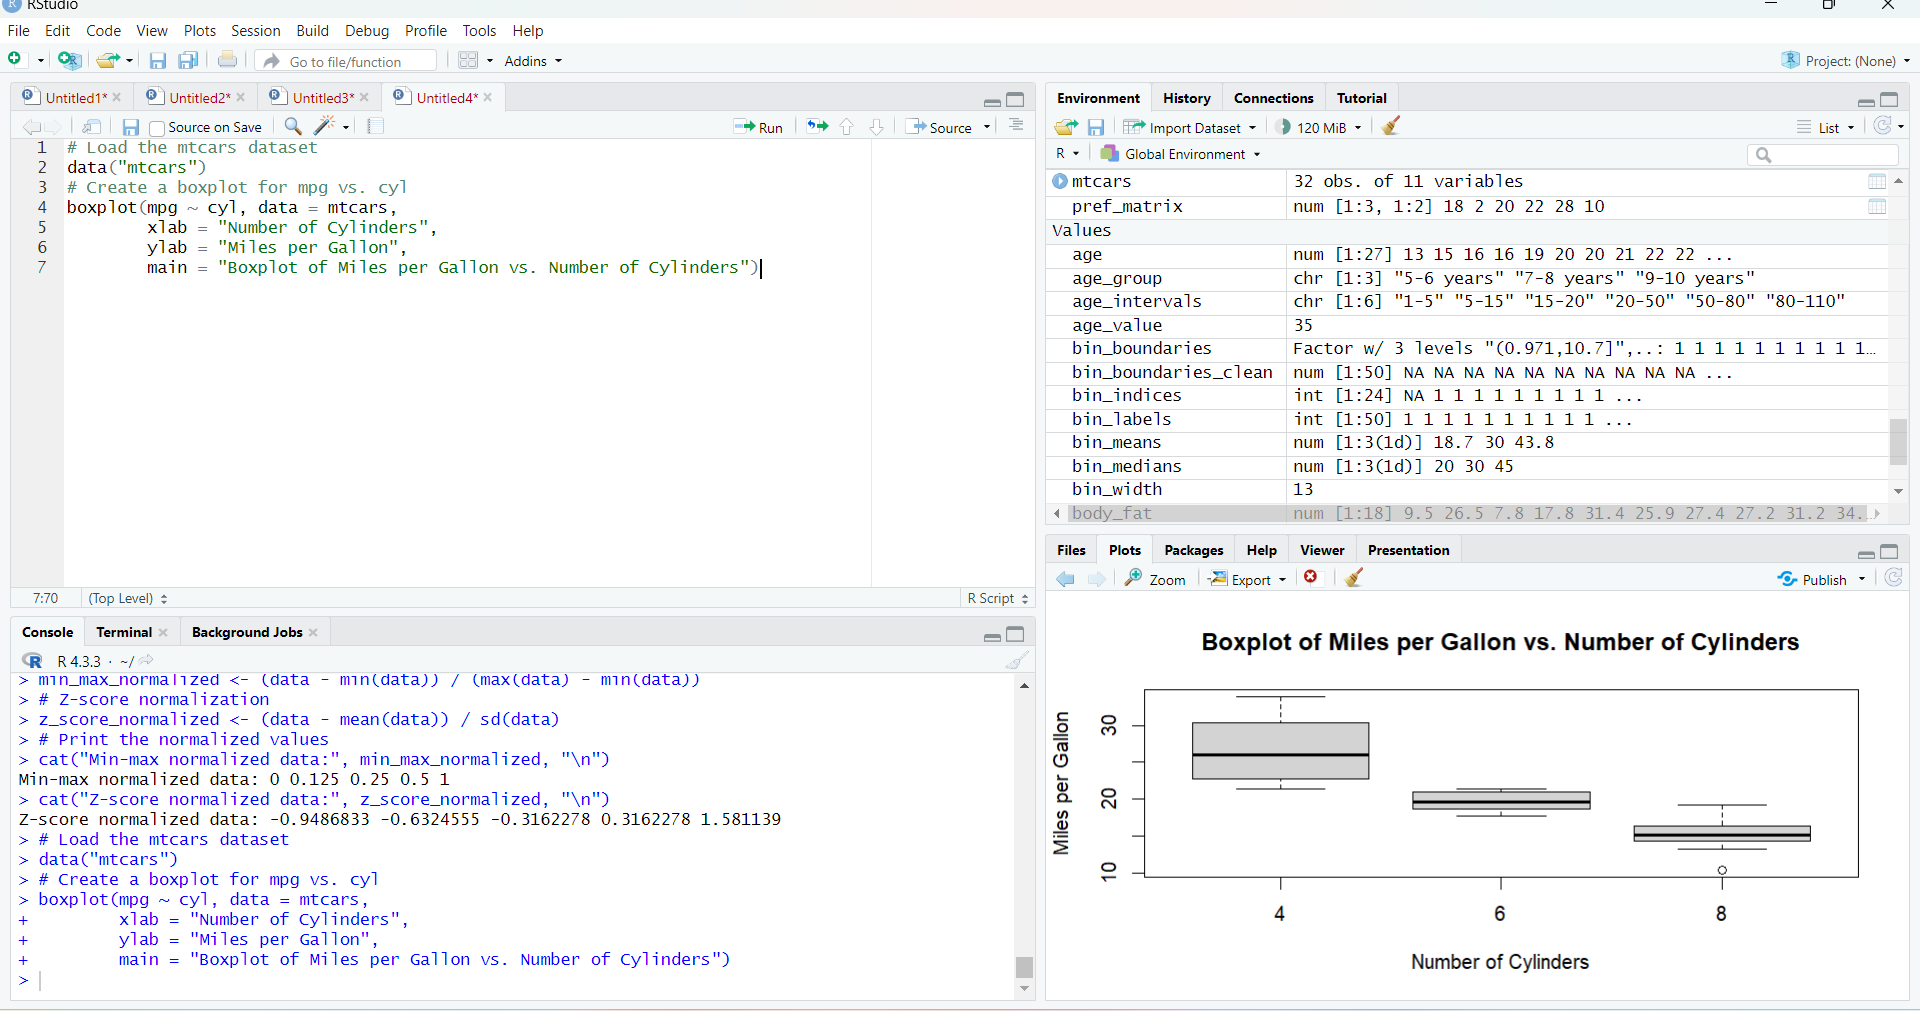 RStudio
File Edit Code View Plots Session Build Debug Profile Tools Help
Go to file/function Addins Project: (None)
Untitled1* Untitled2* Untitled3* Untitled4*
Source on Save Run Source
1 # Load the mtcars dataset
2 data("mtcars")
3 # Create a boxplot for mpg vs. cyl
4 boxplot(mpg ~ cyl, data = mtcars,
5 xlab = "Number of Cylinders",
6 ylab = "Miles per Gallon",
7 main = "Boxplot of Miles per Gallon vs. Number of Cylinders")
7:70 (Top Level) R Script
Console Terminal Background Jobs
R 4.3.3 · ~/
> min_max_normalized <- (data - min(data)) / (max(data) - min(data))
> # Z-score normalization
> z_score_normalized <- (data - mean(data)) / sd(data)
> # Print the normalized values
> cat("Min-max normalized data:", min_max_normalized, "\n")
Min-max normalized data: 0 0.125 0.25 0.5 1
> cat("Z-score normalized data:", z_score_normalized, "\n")
Z-score normalized data: -0.9486833 -0.6324555 -0.3162278 0.3162278 1.581139
> # Load the mtcars dataset
> data("mtcars")
> # Create a boxplot for mpg vs. cyl
> boxplot(mpg ~ cyl, data = mtcars,
+ xlab = "Number of Cylinders",
+ ylab = "Miles per Gallon",
+ main = "Boxplot of Miles per Gallon vs. Number of Cylinders")
>
Environment History Connections Tutorial
Import Dataset 120 MiB List
R Global Environment
mtcars 32 obs. of 11 variables
pref_matrix num [1:3, 1:2] 18 2 20 22 28 10
Values
age num [1:27] 13 15 16 16 19 20 20 21 22 22 ...
age_group chr [1:3] "5-6 years" "7-8 years" "9-10 years"
age_intervals chr [1:6] "1-5" "5-15" "15-20" "20-50" "50-80" "80-110"
age_value 35
bin_boundaries Factor w/ 3 levels "(0.971,10.7]",..: 1 1 1 1 1 1 1 1 1 1…
bin_boundaries_clean num [1:50] NA NA NA NA NA NA NA NA NA NA ...
bin_indices int [1:24] NA 1 1 1 1 1 1 1 1 1 ...
bin_labels int [1:50] 1 1 1 1 1 1 1 1 1 1 ...
bin_means num [1:3(1d)] 18.7 30 43.8
bin_medians num [1:3(1d)] 20 30 45
bin_width 13
body_fat num [1:18] 9.5 26.5 7.8 17.8 31.4 25.9 27.4 27.2 31.2 34.…
Files Plots Packages Help Viewer Presentation
Zoom Export Publish
Boxplot of Miles per Gallon vs. Number of Cylinders
Miles per Gallon
30
20
10
4 6 8
Number of Cylinders